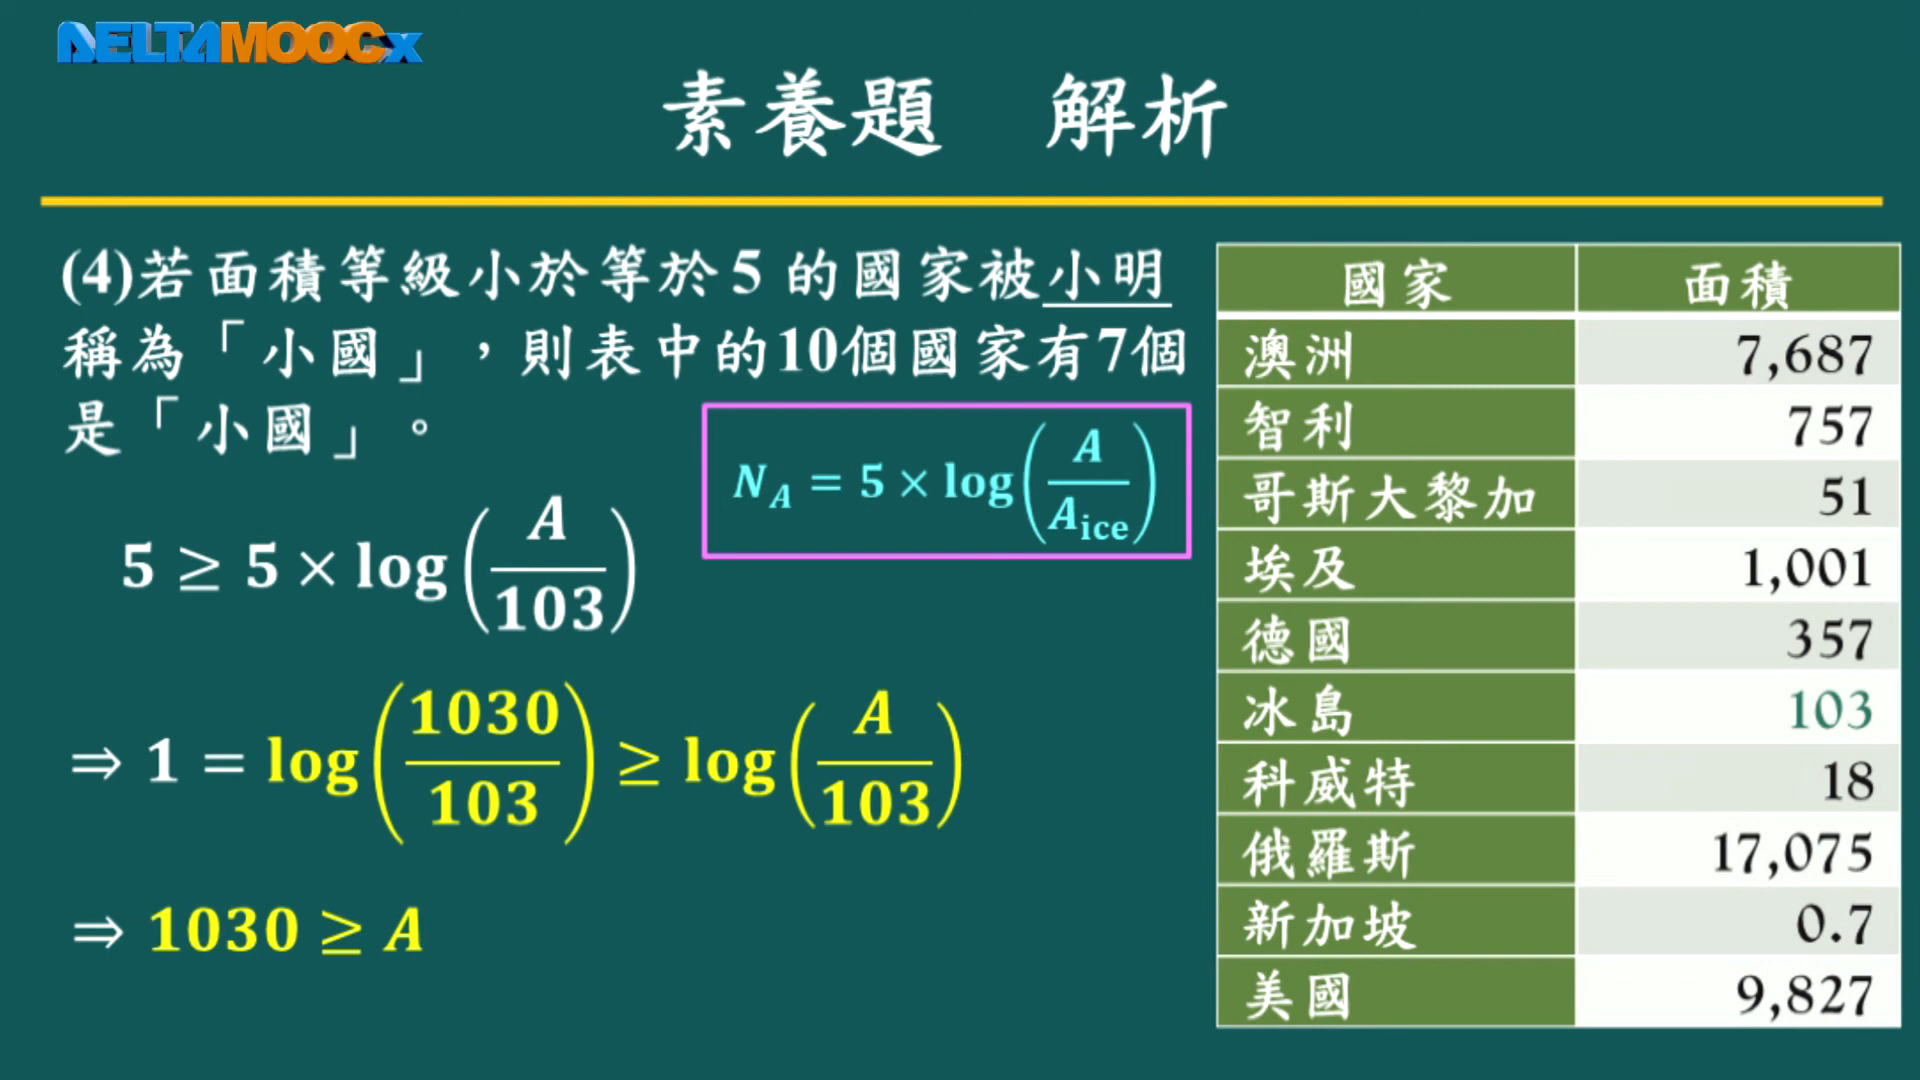 DELTAMOOCx
素養題 解析
(4)若面積等級小於等於5的國家被小明
稱為「小國」,則表中的10個國家有7個
是「小國」。
N_A = 5 × log(A/A_ice)
5 ≥ 5 × log(A/103)
⇒ 1 = log(1030/103) ≥ log(A/103)
⇒ 1030 ≥ A
國家 面積
澳洲 7,687
智利 757
哥斯大黎加 51
埃及 1,001
德國 357
冰島 103
科威特 18
俄羅斯 17,075
新加坡 0.7
美國 9,827